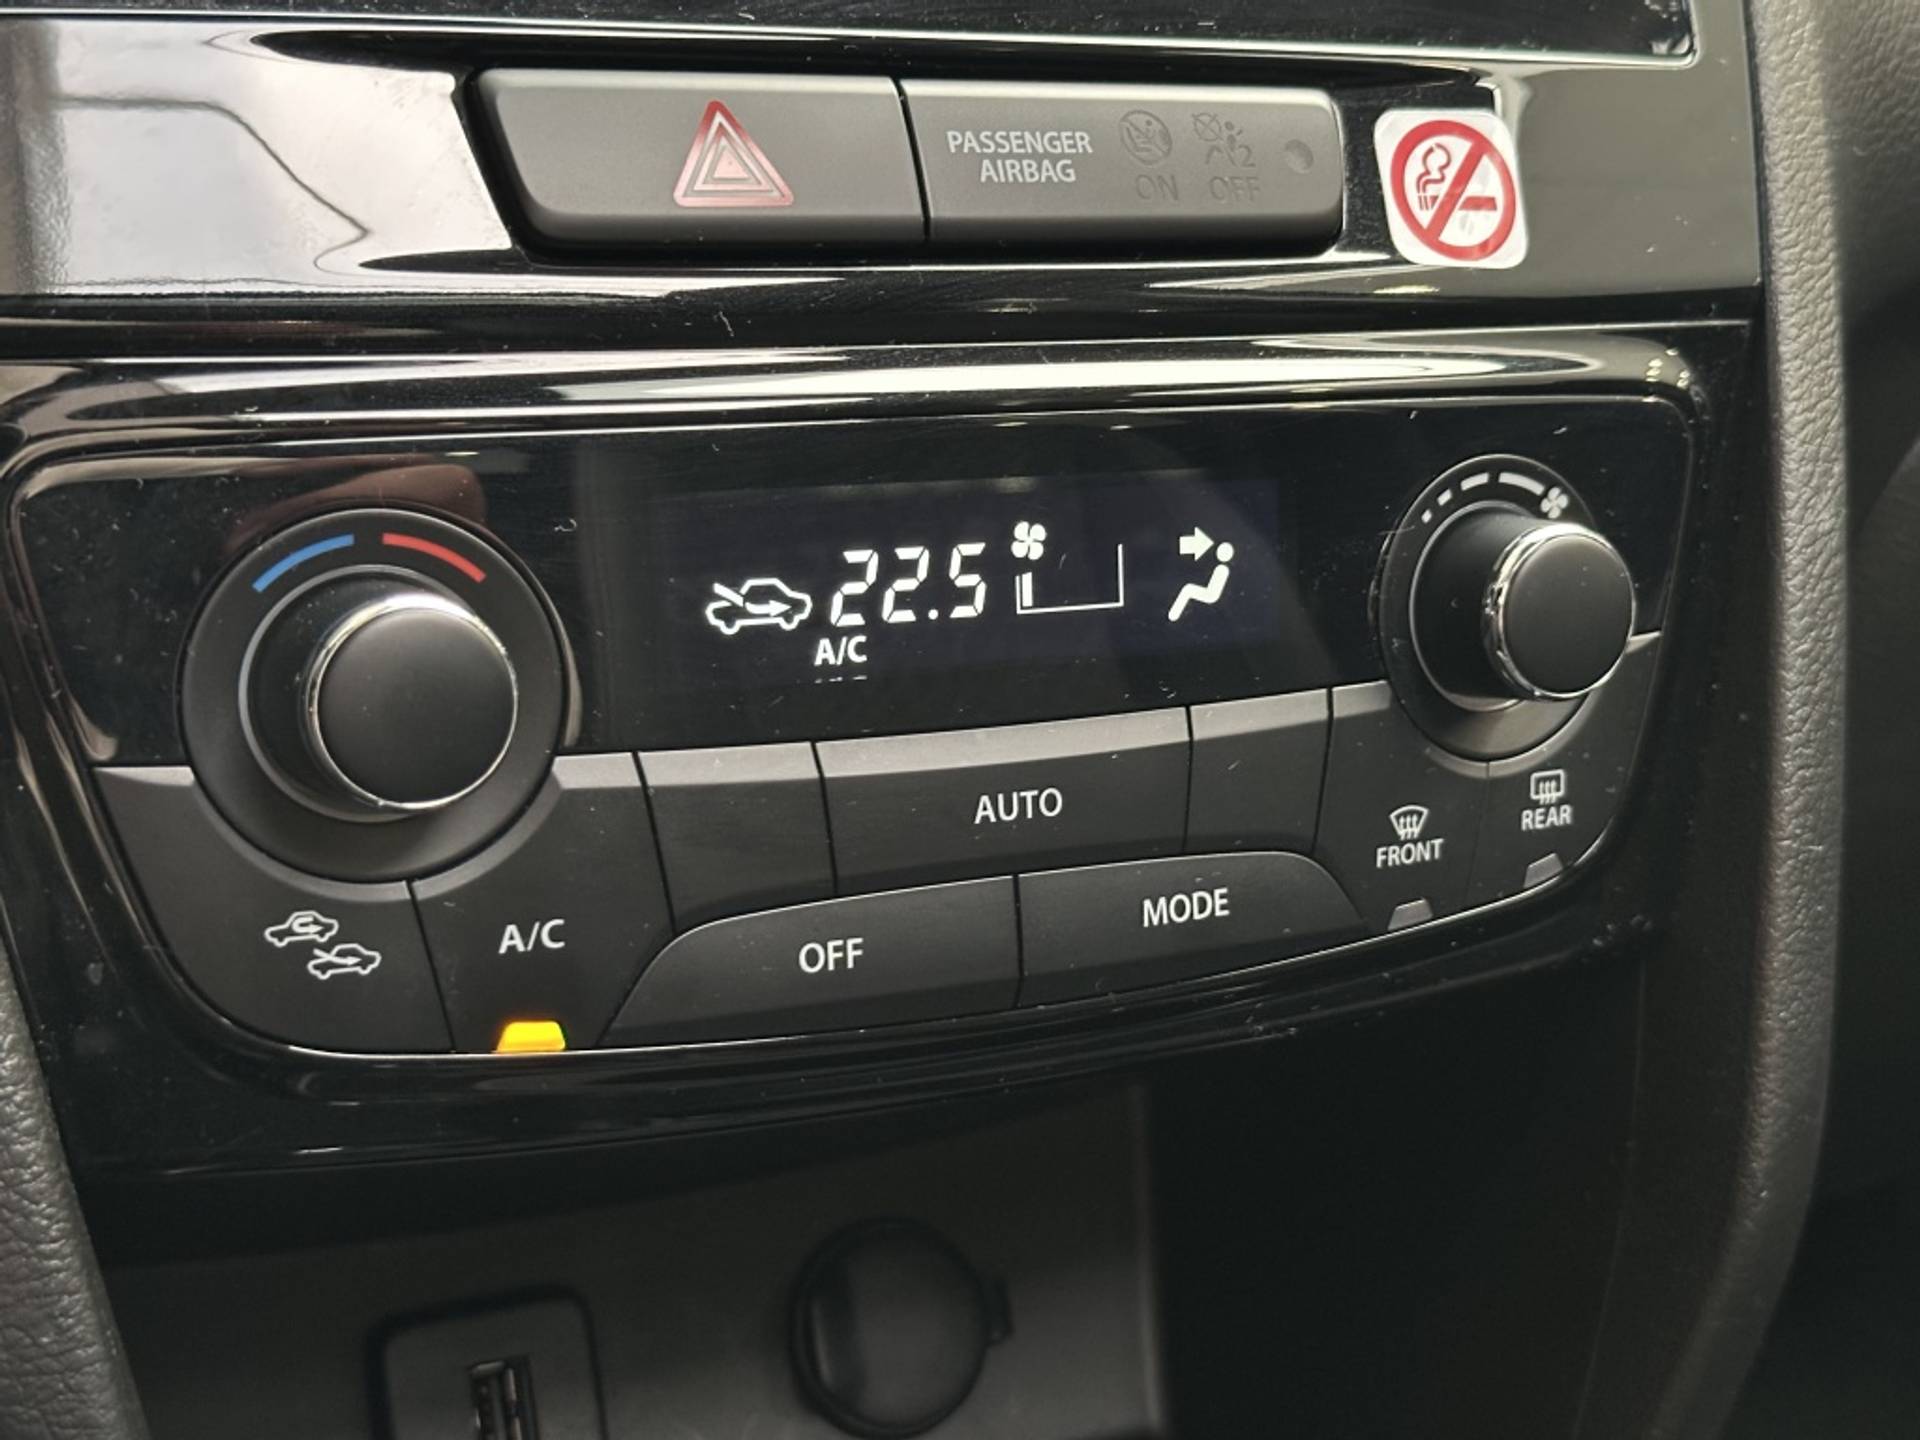 PASSENGER
AIRBAG
ON OFF
22.5
A/C
AUTO
REAR
FRONT
MODE
A/C
OFF